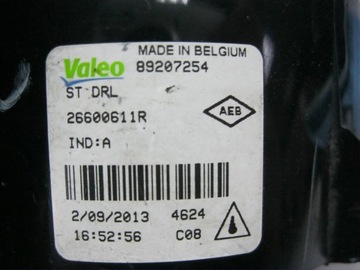 MADE IN BELGIUM
Valeo 89207254
ST DRL
26600611R AEB
IND:A
2/09/2013 4624
16:52:56 C08